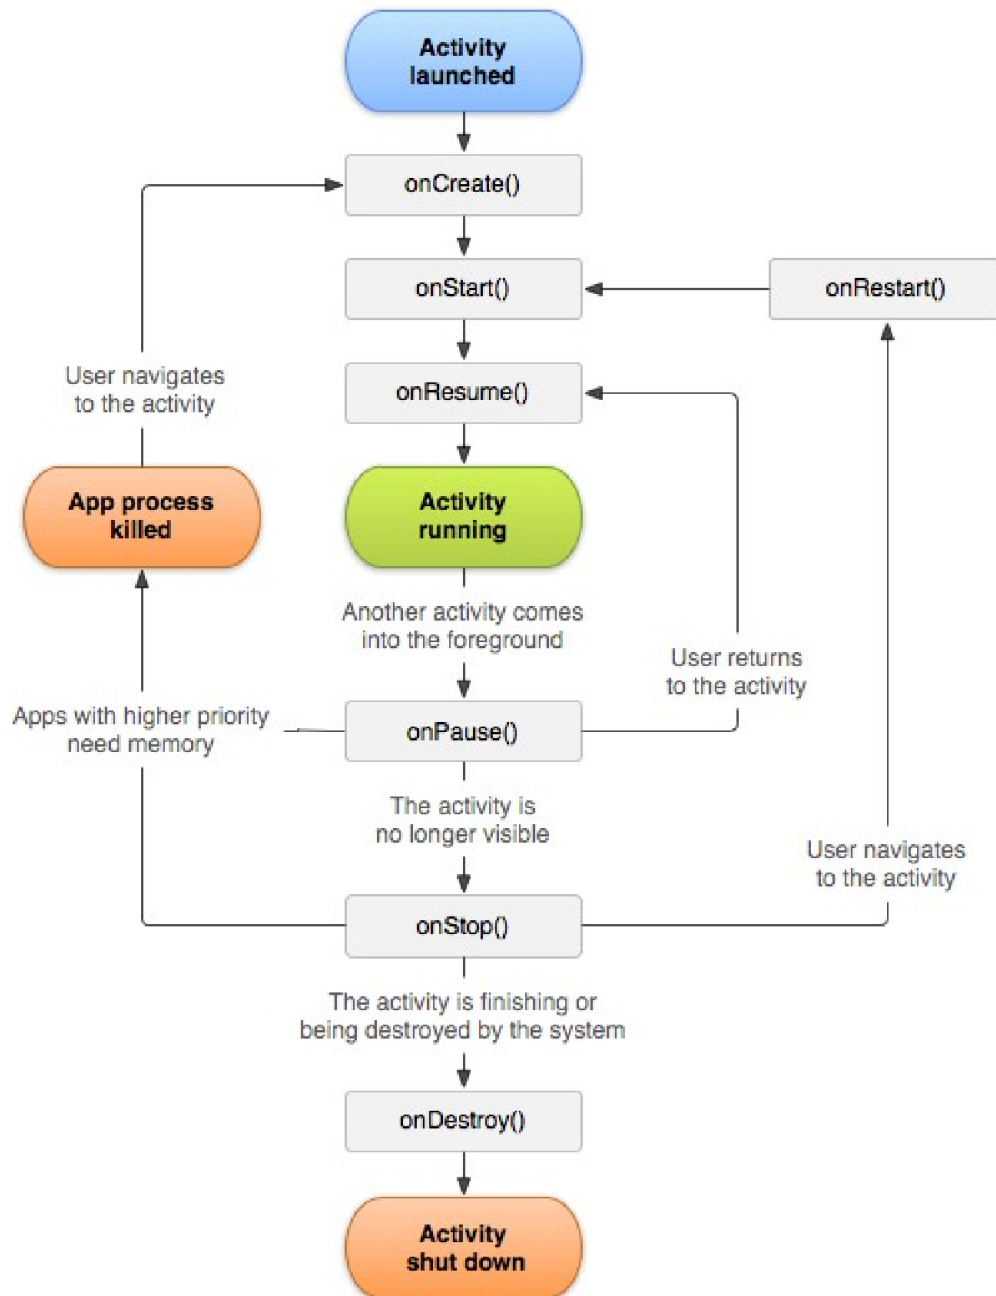 Activity
launched
onCreate()
onStart()
onRestart()
onResume()
User navigates
to the activity
App process
killed
Activity
running
Another activity comes
into the foreground
User returns
to the activity
Apps with higher priority
need memory
onPause()
The activity is
no longer visible
User navigates
to the activity
onStop()
The activity is finishing or
being destroyed by the system
onDestroy()
Activity
shut down